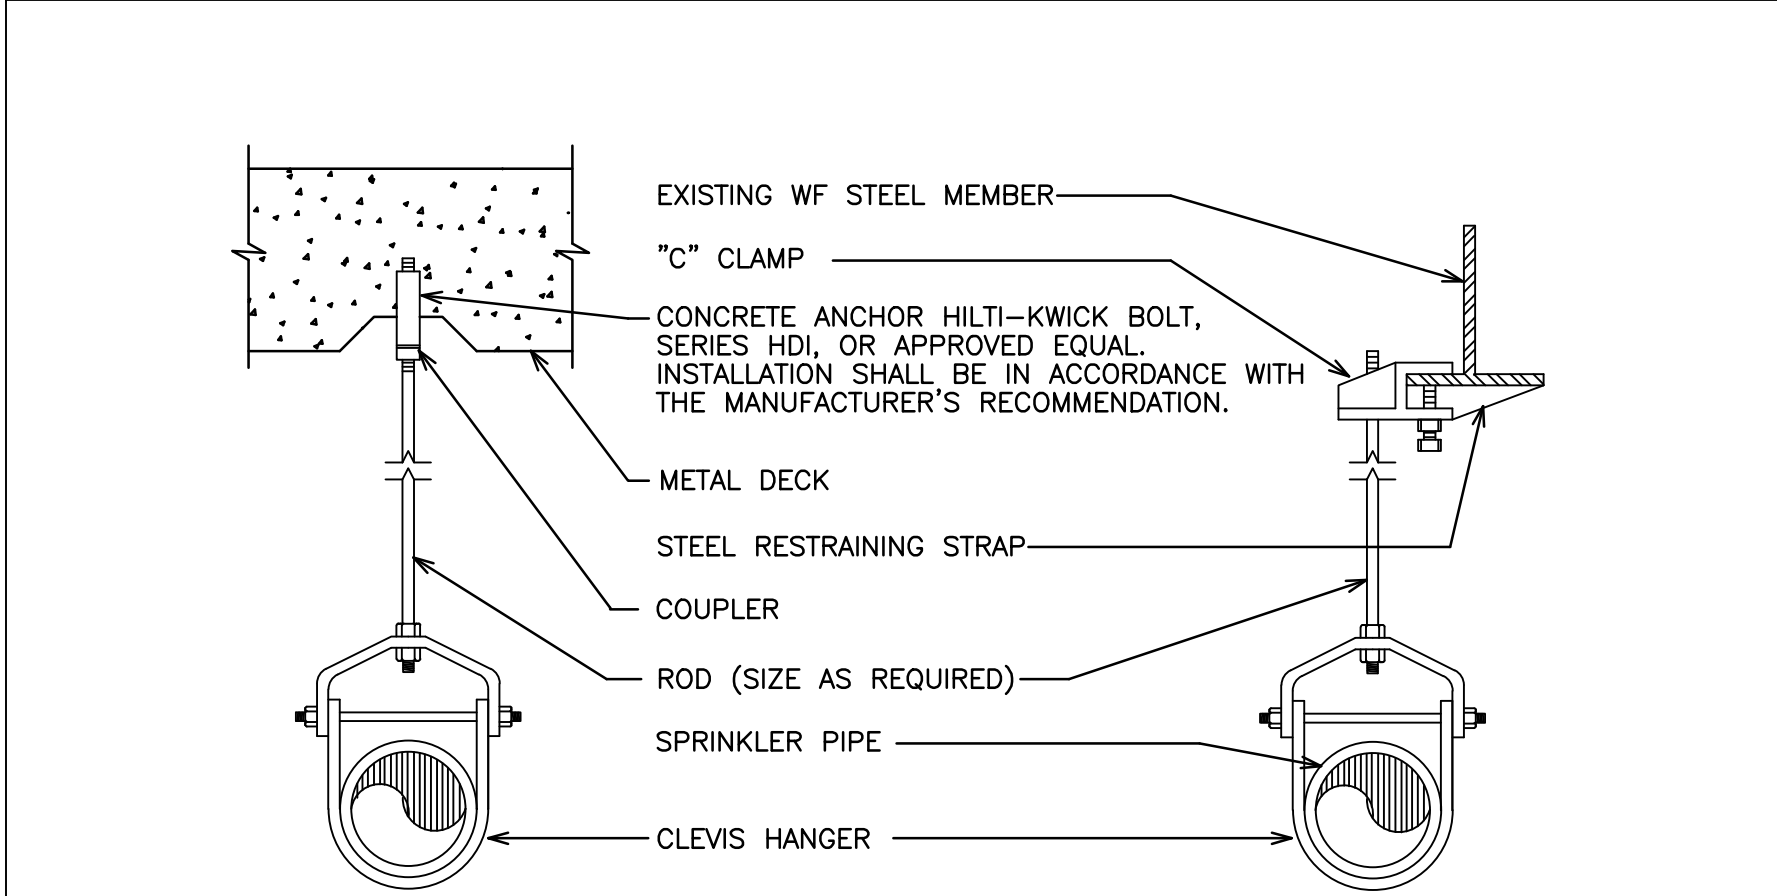 EXISTING WF STEEL MEMBER
"C" CLAMP
CONCRETE ANCHOR HILTI-KWICK BOLT,
SERIES HDI, OR APPROVED EQUAL.
INSTALLATION SHALL BE IN ACCORDANCE WITH
THE MANUFACTURER'S RECOMMENDATION.
METAL DECK
STEEL RESTRAINING STRAP
COUPLER
ROD (SIZE AS REQUIRED)
SPRINKLER PIPE
CLEVIS HANGER